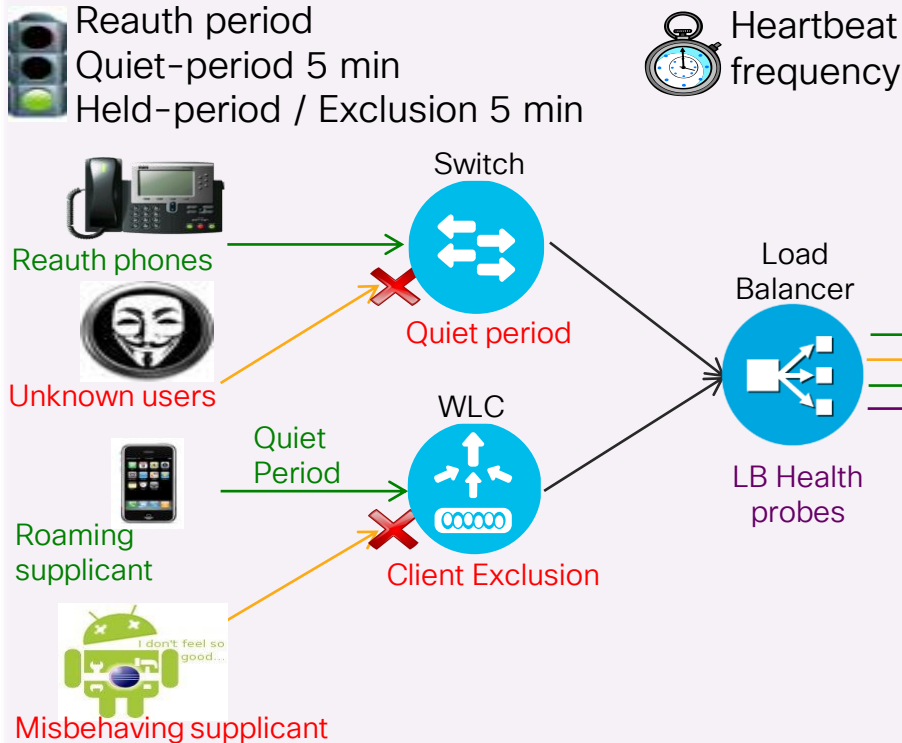 Reauth period
Quiet-period 5 min
Held-period / Exclusion 5 min
Heartbeat
frequency
Switch
Reauth phones
Quiet period
Unknown users
Load
Balancer
WLC
Quiet
Period
LB Health
probes
Roaming
supplicant
Client Exclusion
I don't feel so
good...
Misbehaving supplicant